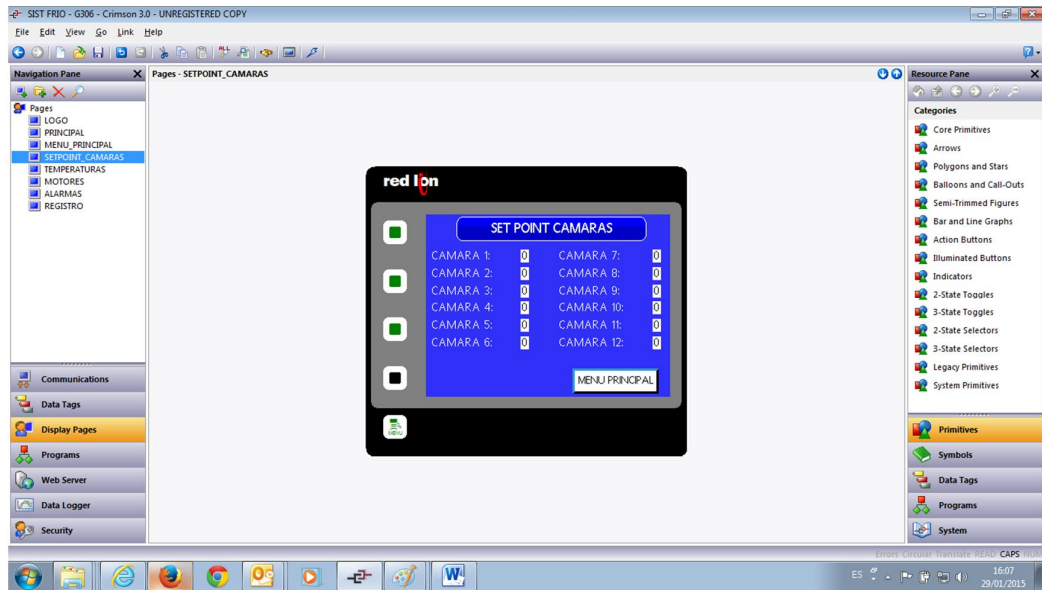 SIST FRIO - G306 - Crimson 3.0 - UNREGISTERED COPY
File Edit View Go Link Help
Navigation Pane
Pages - SETPOINT_CAMARAS
Resource Pane
Pages
LOGO
PRINCIPAL
MENU_PRINCIPAL
SETPOINT_CAMARAS
TEMPERATURAS
MOTORES
ALARMAS
REGISTRO
Communications
Data Tags
Display Pages
Programs
Web Server
Data Logger
Security
red lion
SET POINT CAMARAS
CAMARA 1: 0 CAMARA 7: 0
CAMARA 2: 0 CAMARA 8: 0
CAMARA 3: 0 CAMARA 9: 0
CAMARA 4: 0 CAMARA 10: 0
CAMARA 5: 0 CAMARA 11: 0
CAMARA 6: 0 CAMARA 12: 0
MENU PRINCIPAL
MENU
Categories
Core Primitives
Arrows
Polygons and Stars
Balloons and Call-Outs
Semi-Trimmed Figures
Bar and Line Graphs
Action Buttons
Illuminated Buttons
Indicators
2-State Toggles
3-State Toggles
2-State Selectors
3-State Selectors
Legacy Primitives
System Primitives
Primitives
Symbols
Data Tags
Programs
System
Errors Circular Translate READ CAPS NUM
ES
16:07
29/01/2015